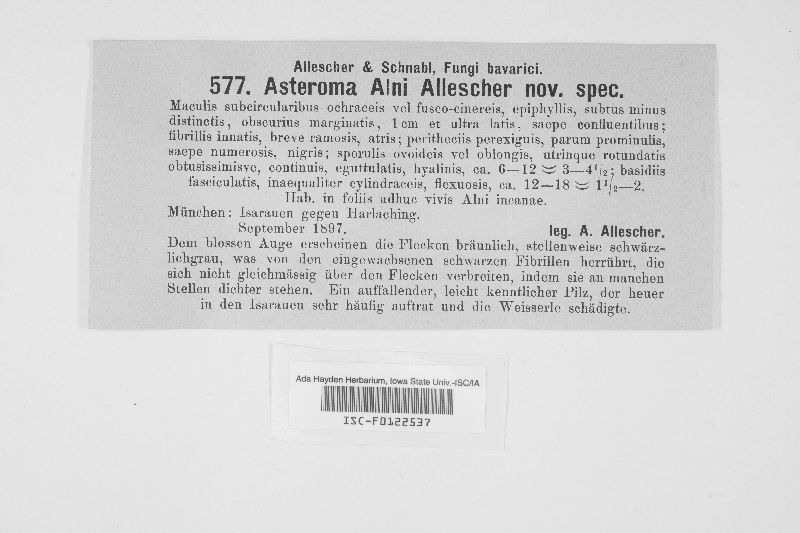 Allescher & Schnabl, Fungi bavarici.
577. Asteroma Alni Allescher nov. spec.
Maculis subcircularibus ochraceis vel fusco-cinereis, epiphyllis, subtus minus
distinctis, obscurius marginatis, 1 cm et ultra latis, saepe confluentibus;
fibrillis innatis, breve ramosis, atris; peritheciis perexiguis, parum prominulis,
saepe numerosis, nigris; sporulis ovoideis vel oblongis, utrinque rotundatis
obtusissimisve, continuis, eguttulatis, hyalinis, ca. 6—12 ≍ 3—4 1/2; basidiis
fasciculatis, inaequaliter cylindraceis, flexuosis, ca. 12—18 ≍ 1 1/2—2.
Hab. in foliis adhuc vivis Alni incanae.
München: Isarauen gegen Harlaching.
September 1897. leg. A. Allescher.
Dem blossen Auge erscheinen die Flecken bräunlich, stellenweise schwärz-
lichgrau, was von den eingewachsenen schwarzen Fibrillen herrührt, die
sich nicht gleichmässig über den Flecken verbreiten, indem sie an manchen
Stellen dichter stehen. Ein auffallender, leicht kenntlicher Pilz, der heuer
in den Isarauen sehr häufig auftrat und die Weisserle schädigte.
Ada Hayden Herbarium, Iowa State Univ.-ISC/IA
ISC-F0122537